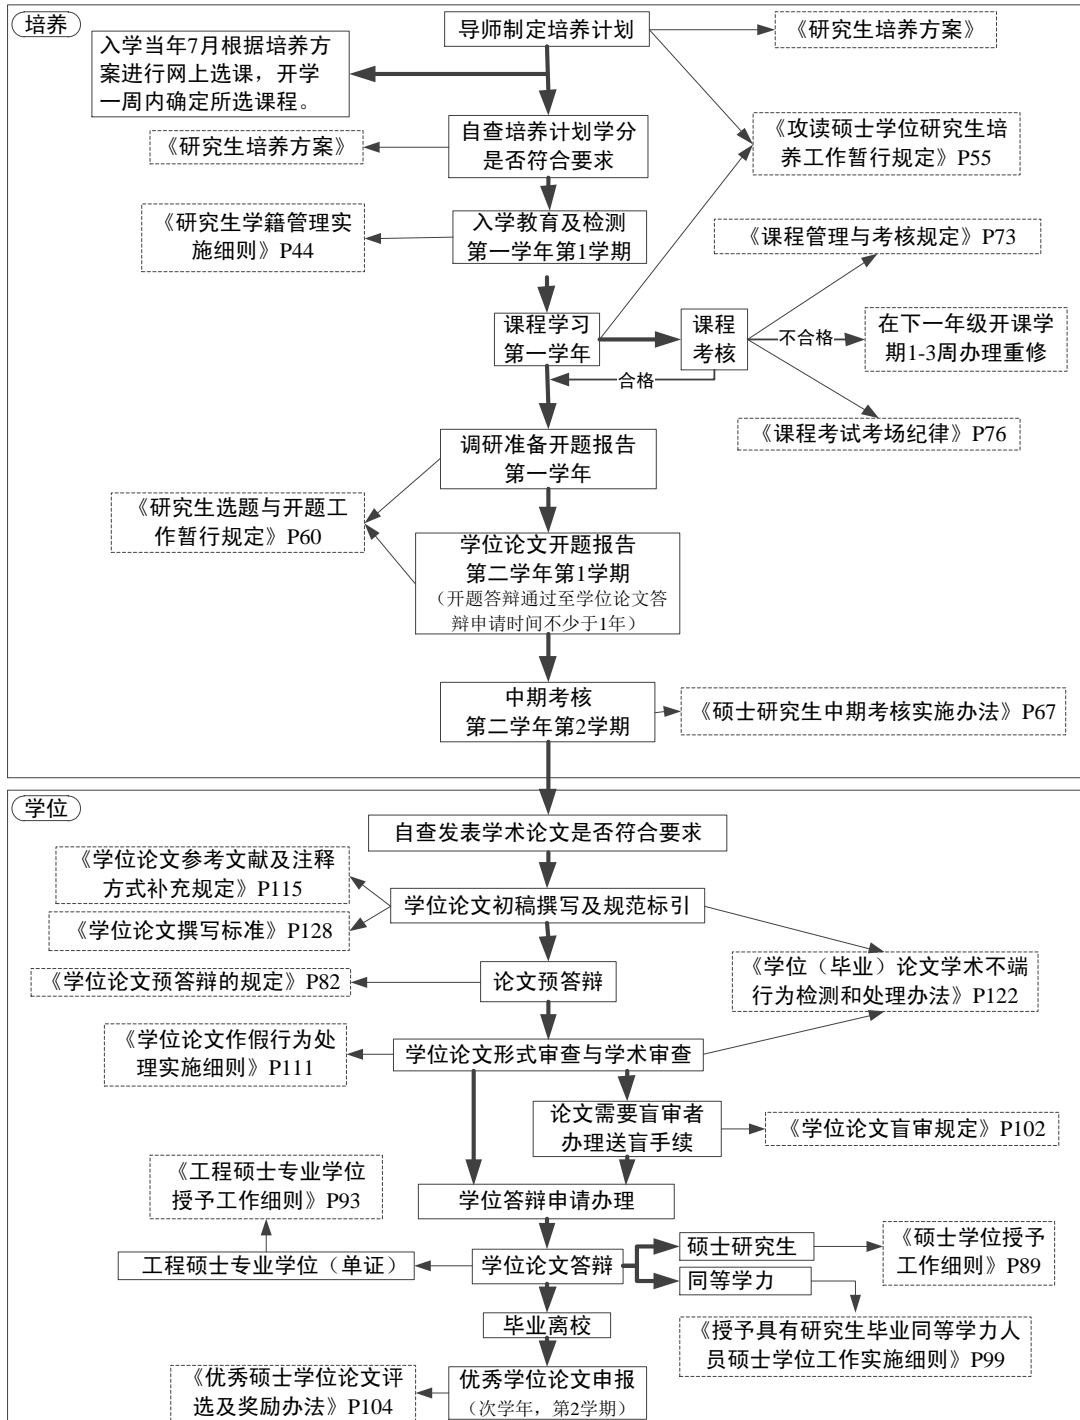 培养
导师制定培养计划
《研究生培养方案》
入学当年7月根据培养方
案进行网上选课，开学
一周内确定所选课程。
自查培养计划学分
是否符合要求
《研究生培养方案》
《攻读硕士学位研究生培
养工作暂行规定》P55
入学教育及检测
第一学年第1学期
《研究生学籍管理实
施细则》P44
《课程管理与考核规定》P73
课程学习
第一学年
课程
考核
不合格
在下一年级开课学
期1-3周办理重修
合格
《课程考试考场纪律》P76
调研准备开题报告
第一学年
《研究生选题与开题工
作暂行规定》P60
学位论文开题报告
第二学年第1学期
（开题答辩通过至学位论文答
辩申请时间不少于1年）
中期考核
第二学年第2学期
《硕士研究生中期考核实施办法》P67
学位
自查发表学术论文是否符合要求
《学位论文参考文献及注释
方式补充规定》P115
学位论文初稿撰写及规范标引
《学位论文撰写标准》P128
《学位（毕业）论文学术不端
行为检测和处理办法》P122
论文预答辩
《学位论文预答辩的规定》P82
《学位论文作假行为处
理实施细则》P111
学位论文形式审查与学术审查
论文需要盲审者
办理送盲手续
《学位论文盲审规定》P102
《工程硕士专业学位
授予工作细则》P93
学位答辩申请办理
工程硕士专业学位（单证）
学位论文答辩
硕士研究生
《硕士学位授予
工作细则》P89
同等学力
毕业离校
《授予具有研究生毕业同等学力人
员硕士学位工作实施细则》P99
《优秀硕士学位论文评
选及奖励办法》P104
优秀学位论文申报
（次学年，第2学期）